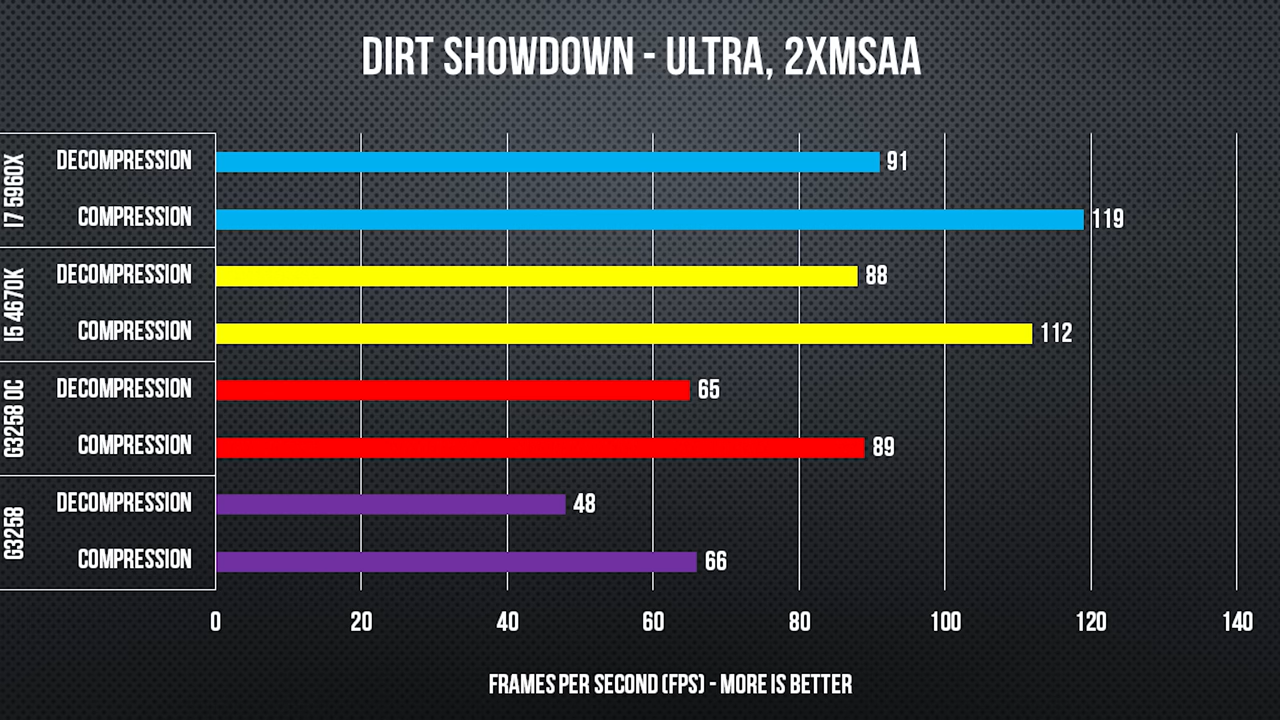 DIRT SHOWDOWN - ULTRA, 2XMSAA
I7 5960X
DECOMPRESSION
91
COMPRESSION
119
I5 4670K
DECOMPRESSION
88
COMPRESSION
112
G3258 OC
DECOMPRESSION
65
COMPRESSION
89
G3258
DECOMPRESSION
48
COMPRESSION
66
0 20 40 60 80 100 120 140
FRAMES PER SECOND (FPS) - MORE IS BETTER